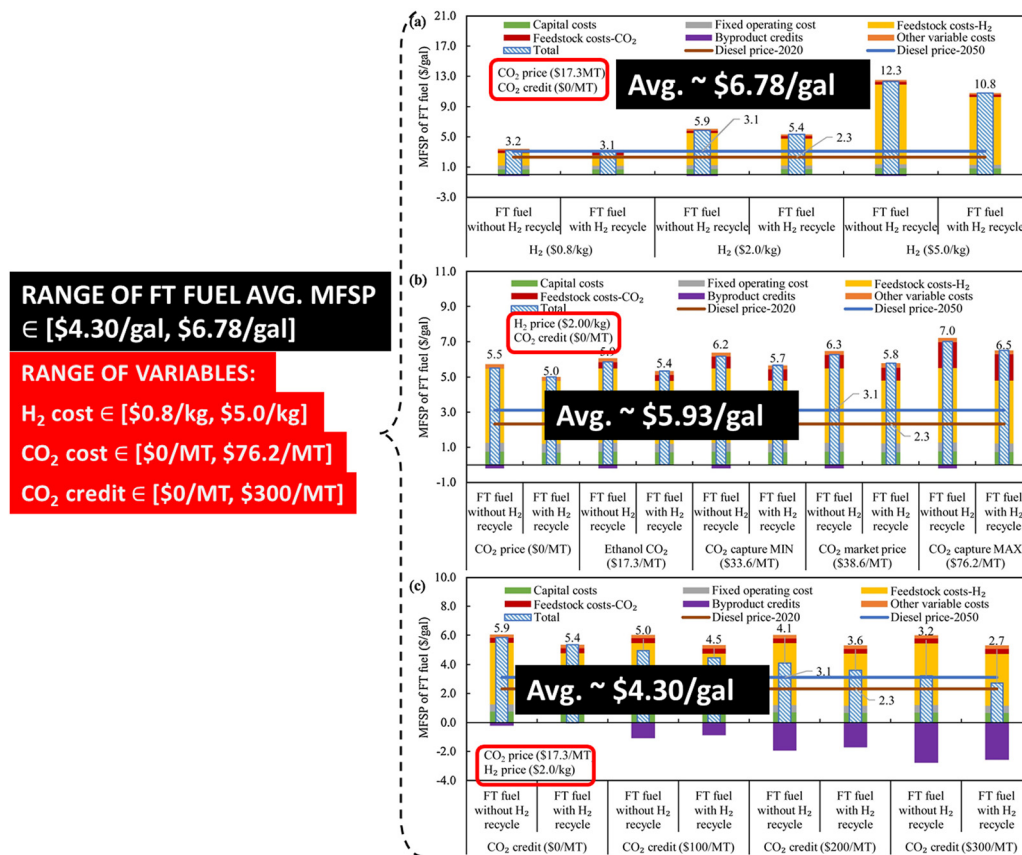 RANGE OF FT FUEL AVG. MFSP
∈ [$4.30/gal, $6.78/gal]
RANGE OF VARIABLES:
H₂ cost ∈ [$0.8/kg, $5.0/kg]
CO₂ cost ∈ [$0/MT, $76.2/MT]
CO₂ credit ∈ [$0/MT, $300/MT]
(a)
MFSP of FT fuel ($/gal)
21.0
17.0
13.0
9.0
5.0
1.0
-3.0
Capital costs
Fixed operating cost
Feedstock costs-H₂
Feedstock costs-CO₂
Byproduct credits
Other variable costs
Total
Diesel price-2020
Diesel price-2050
CO₂ price ($17.3MT)
CO₂ credit ($0/MT)
Avg. ~ $6.78/gal
3.2
3.1
5.9
3.1
5.4
2.3
12.3
10.8
FT fuel without H₂ recycle
FT fuel with H₂ recycle
FT fuel without H₂ recycle
FT fuel with H₂ recycle
FT fuel without H₂ recycle
FT fuel with H₂ recycle
H₂ ($0.8/kg)
H₂ ($2.0/kg)
H₂ ($5.0/kg)
(b)
MFSP of FT fuel ($/gal)
11.0
9.0
7.0
5.0
3.0
1.0
-1.0
Capital costs
Fixed operating cost
Feedstock costs-H₂
Feedstock costs-CO₂
Byproduct credits
Other variable costs
Total
Diesel price-2020
Diesel price-2050
H₂ price ($2.00/kg)
CO₂ credit ($0/MT)
5.5
5.0
5.9
5.4
6.2
5.7
6.3
5.8
7.0
6.5
3.1
2.3
Avg. ~ $5.93/gal
FT fuel without H₂ recycle
FT fuel with H₂ recycle
FT fuel without H₂ recycle
FT fuel with H₂ recycle
FT fuel without H₂ recycle
FT fuel with H₂ recycle
FT fuel without H₂ recycle
FT fuel with H₂ recycle
FT fuel without H₂ recycle
FT fuel with H₂ recycle
CO₂ price ($0/MT)
Ethanol CO₂ ($17.3/MT)
CO₂ capture MIN ($33.6/MT)
CO₂ market price ($38.6/MT)
CO₂ capture MAX ($76.2/MT)
(c)
MFSP of FT fuel ($/gal)
10.0
8.0
6.0
4.0
2.0
0.0
-2.0
-4.0
Capital costs
Fixed operating cost
Feedstock costs-H₂
Feedstock costs-CO₂
Byproduct credits
Other variable costs
Total
Diesel price-2020
Diesel price-2050
5.9
5.4
5.0
4.5
4.1
3.6
3.2
2.7
3.1
2.3
Avg. ~ $4.30/gal
CO₂ price ($17.3/MT
H₂ price ($2.0/kg)
FT fuel without H₂ recycle
FT fuel with H₂ recycle
FT fuel without H₂ recycle
FT fuel with H₂ recycle
FT fuel without H₂ recycle
FT fuel with H₂ recycle
FT fuel without H₂ recycle
FT fuel with H₂ recycle
CO₂ credit ($0/MT)
CO₂ credit ($100/MT)
CO₂ credit ($200/MT)
CO₂ credit ($300/MT)